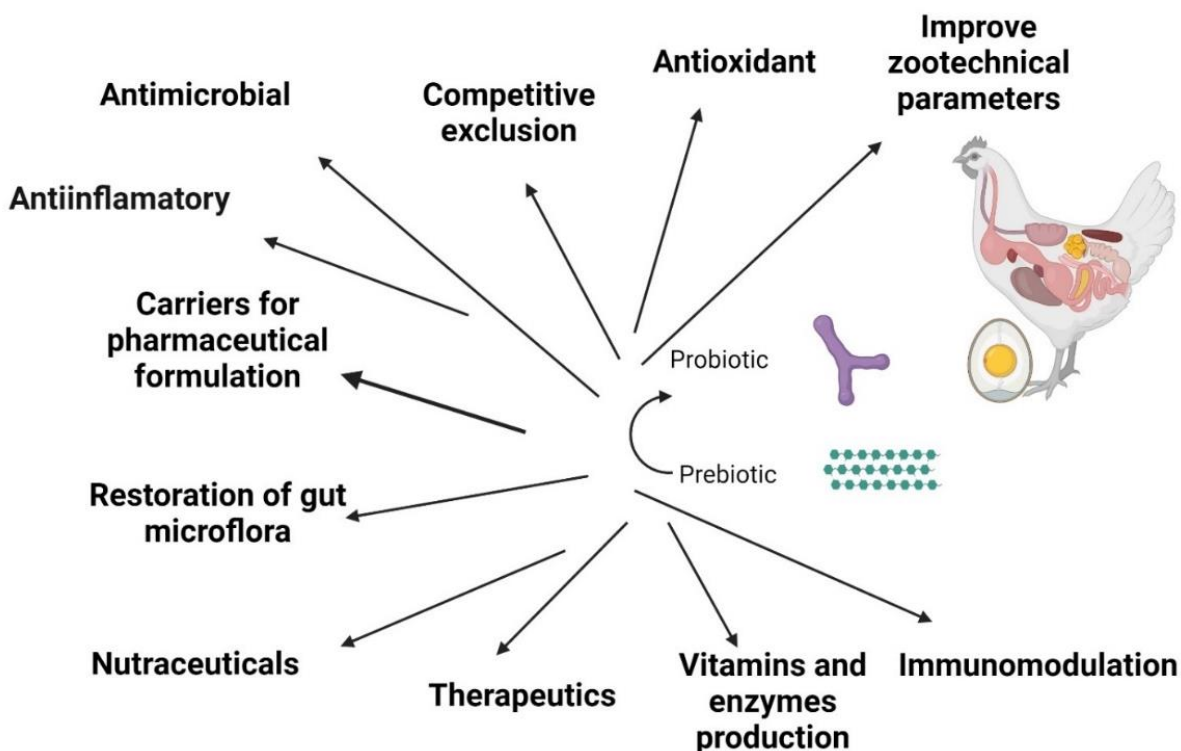 Improve
zootechnical
parameters
Antioxidant
Antimicrobial
Competitive
exclusion
Antiinflamatory
Carriers for
pharmaceutical
formulation
Probiotic
Prebiotic
Restoration of gut
microflora
Nutraceuticals
Therapeutics
Vitamins and
enzymes
production
Immunomodulation